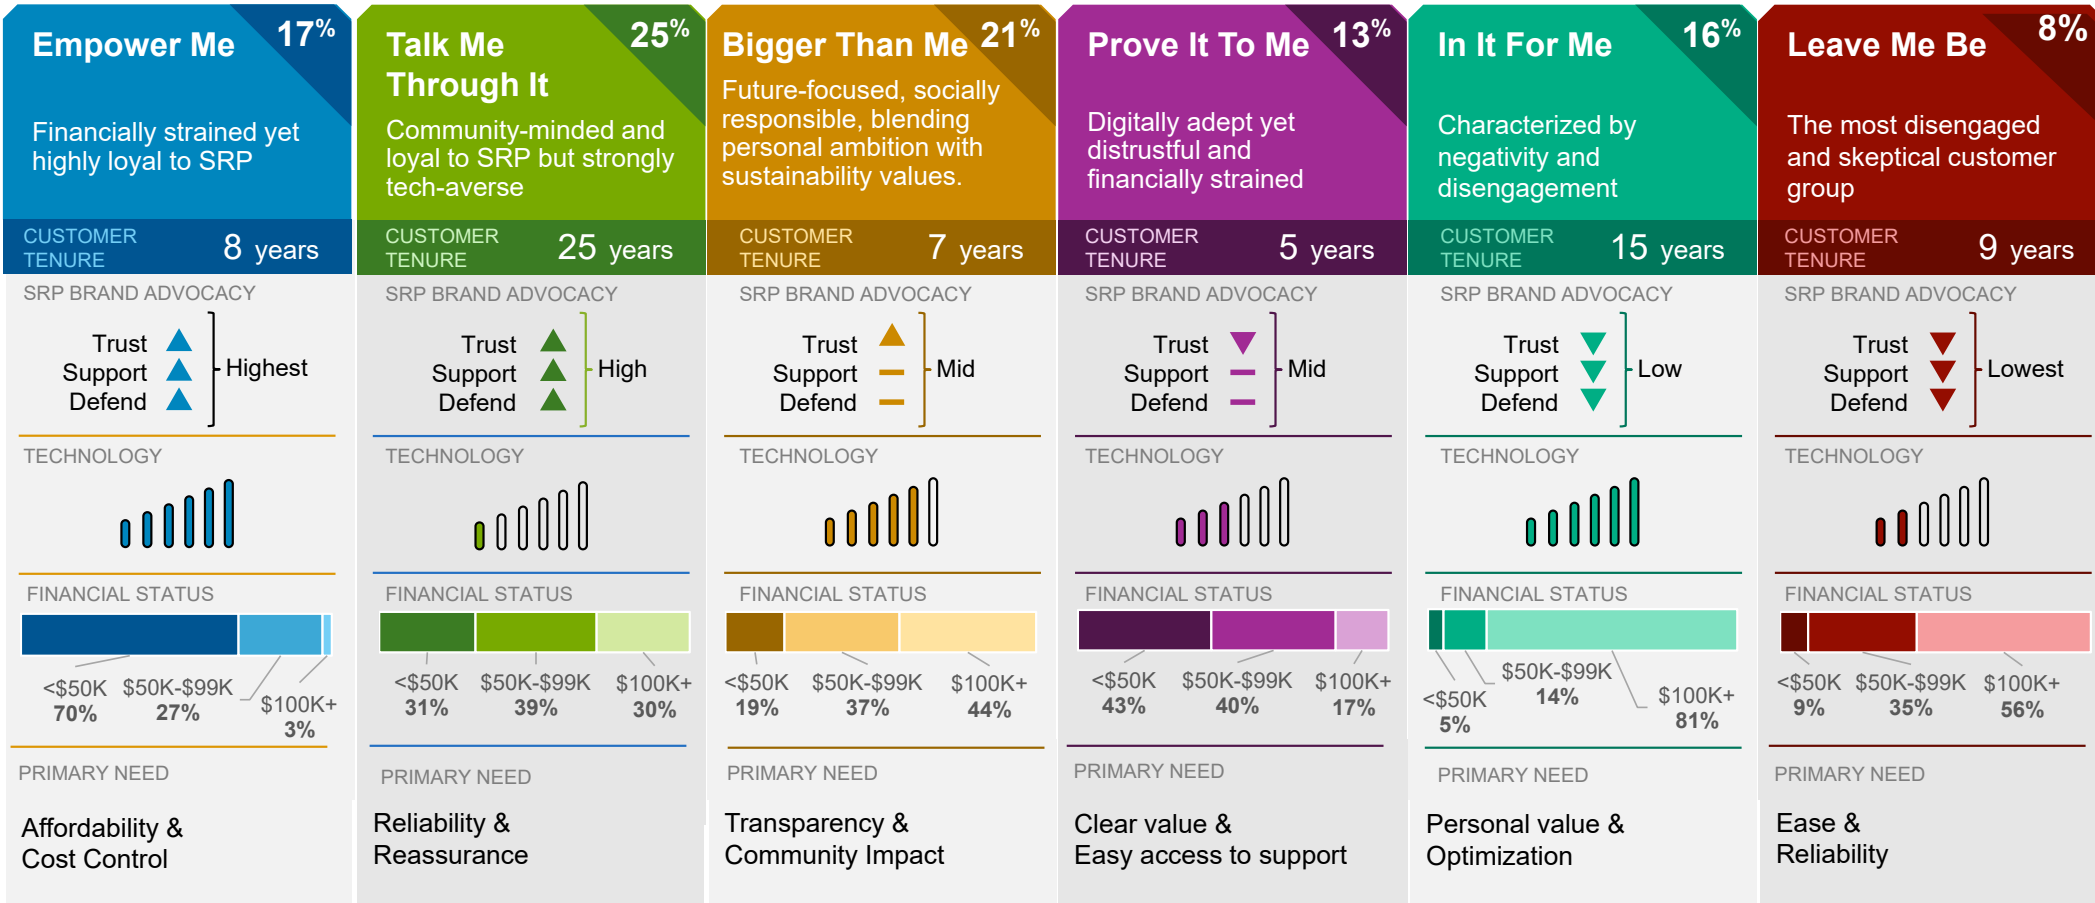 Empower Me
17%
Financially strained yet
highly loyal to SRP
CUSTOMER
TENURE
8 years
SRP BRAND ADVOCACY
Trust
Support
Defend
Highest
TECHNOLOGY
FINANCIAL STATUS
<$50K
70%
$50K-$99K
27%
$100K+
3%
PRIMARY NEED
Affordability &
Cost Control
Talk Me
Through It
25%
Community-minded and
loyal to SRP but strongly
tech-averse
CUSTOMER
TENURE
25 years
SRP BRAND ADVOCACY
Trust
Support
Defend
High
TECHNOLOGY
FINANCIAL STATUS
<$50K
31%
$50K-$99K
39%
$100K+
30%
PRIMARY NEED
Reliability &
Reassurance
Bigger Than Me
21%
Future-focused, socially
responsible, blending
personal ambition with
sustainability values.
CUSTOMER
TENURE
7 years
SRP BRAND ADVOCACY
Trust
Support
Defend
Mid
TECHNOLOGY
FINANCIAL STATUS
<$50K
19%
$50K-$99K
37%
$100K+
44%
PRIMARY NEED
Transparency &
Community Impact
Prove It To Me
13%
Digitally adept yet
distrustful and
financially strained
CUSTOMER
TENURE
5 years
SRP BRAND ADVOCACY
Trust
Support
Defend
Mid
TECHNOLOGY
FINANCIAL STATUS
<$50K
43%
$50K-$99K
40%
$100K+
17%
PRIMARY NEED
Clear value &
Easy access to support
In It For Me
16%
Characterized by
negativity and
disengagement
CUSTOMER
TENURE
15 years
SRP BRAND ADVOCACY
Trust
Support
Defend
Low
TECHNOLOGY
FINANCIAL STATUS
<$50K
5%
$50K-$99K
14%
$100K+
81%
PRIMARY NEED
Personal value &
Optimization
Leave Me Be
8%
The most disengaged
and skeptical customer
group
CUSTOMER
TENURE
9 years
SRP BRAND ADVOCACY
Trust
Support
Defend
Lowest
TECHNOLOGY
FINANCIAL STATUS
<$50K
9%
$50K-$99K
35%
$100K+
56%
PRIMARY NEED
Ease &
Reliability